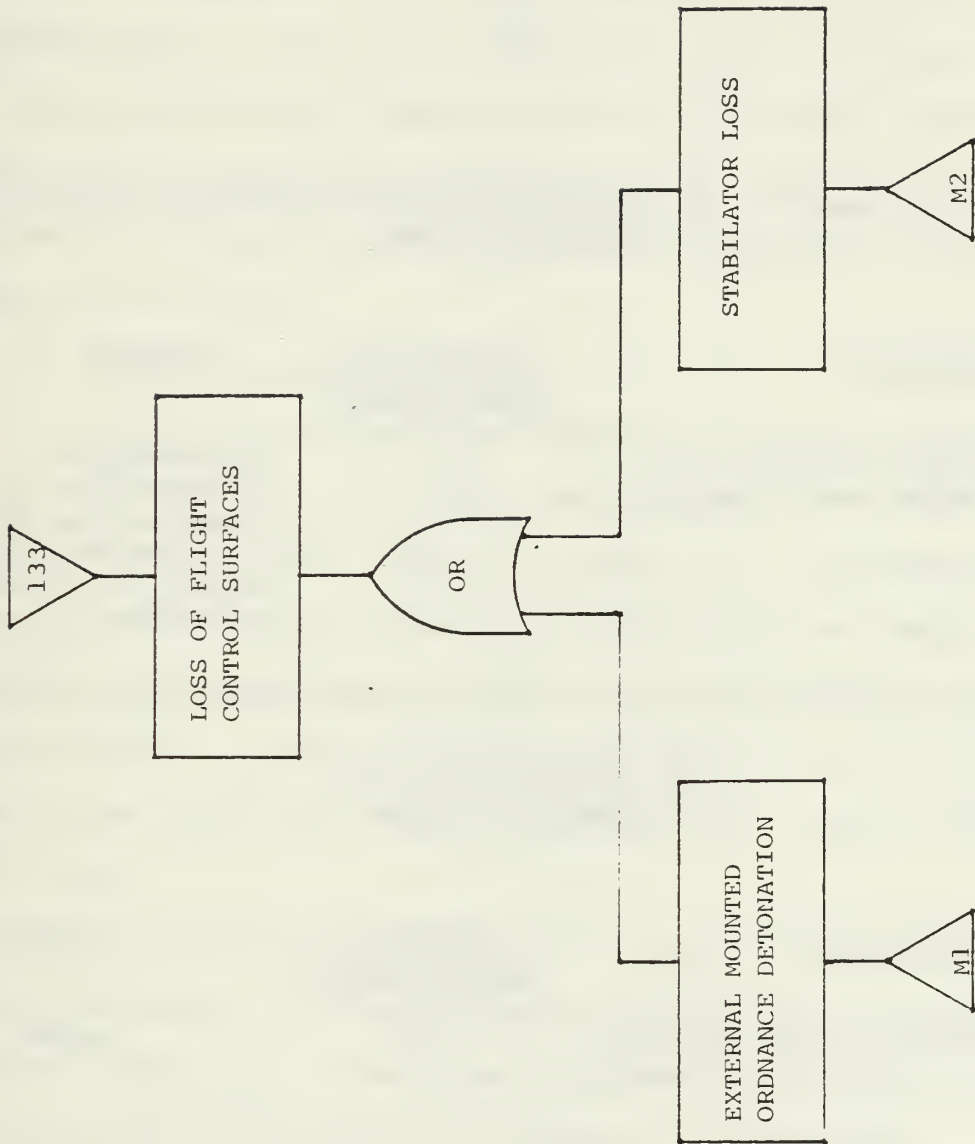 133
LOSS OF FLIGHT
CONTROL SURFACES
OR
EXTERNAL MOUNTED
ORDNANCE DETONATION
STABILATOR LOSS
M1
M2